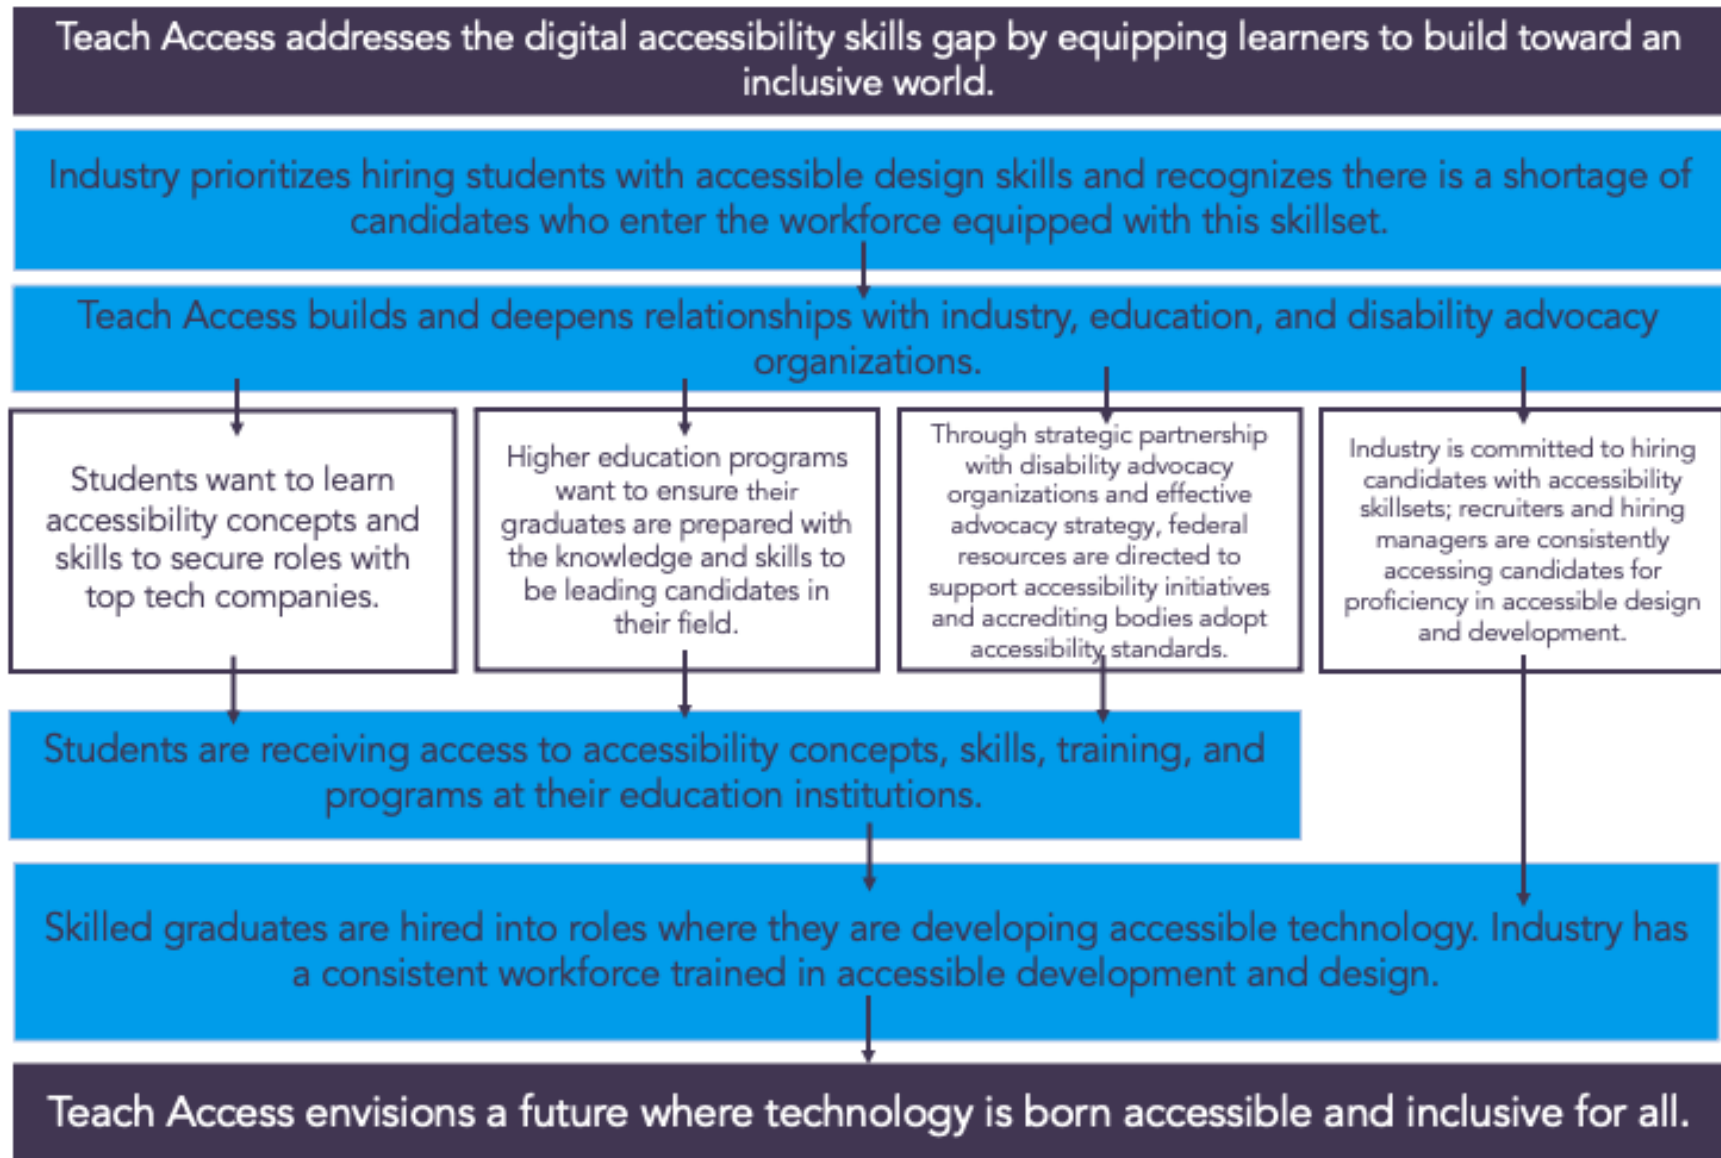 Teach Access addresses the digital accessibility skills gap by equipping learners to build toward an
inclusive world.
Industry prioritizes hiring students with accessible design skills and recognizes there is a shortage of
candidates who enter the workforce equipped with this skillset.
Teach Access builds and deepens relationships with industry, education, and disability advocacy
organizations.
Students want to learn
accessibility concepts and
skills to secure roles with
top tech companies.
Higher education programs
want to ensure their
graduates are prepared with
the knowledge and skills to
be leading candidates in
their field.
Through strategic partnership
with disability advocacy
organizations and effective
advocacy strategy, federal
resources are directed to
support accessibility initiatives
and accrediting bodies adopt
accessibility standards.
Industry is committed to hiring
candidates with accessibility
skillsets; recruiters and hiring
managers are consistently
accessing candidates for
proficiency in accessible design
and development.
Students are receiving access to accessibility concepts, skills, training, and
programs at their education institutions.
Skilled graduates are hired into roles where they are developing accessible technology. Industry has
a consistent workforce trained in accessible development and design.
Teach Access envisions a future where technology is born accessible and inclusive for all.